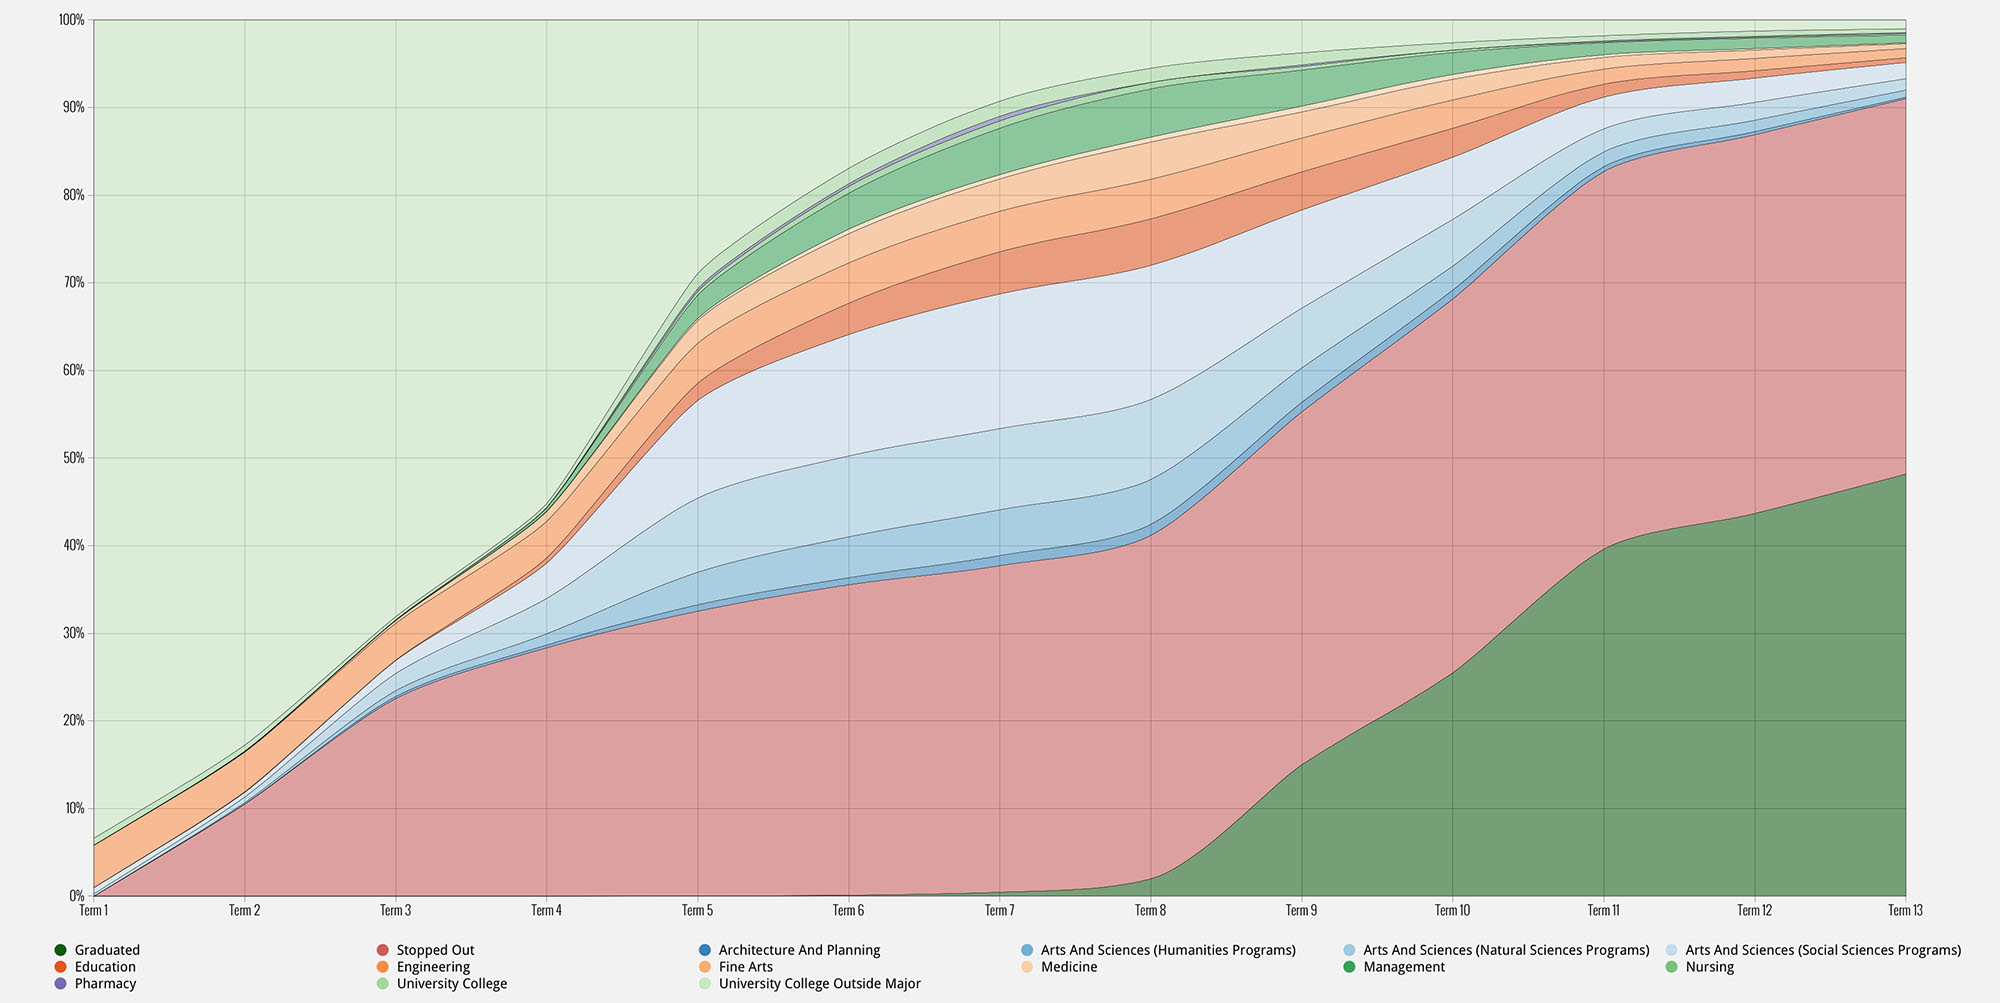 100%
90%
80%
70%
60%
50%
40%
30%
20%
10%
0%
Term 1 Term 2 Term 3 Term 4 Term 5 Term 6 Term 7 Term 8 Term 9 Term 10 Term 11 Term 12 Term 13
Graduated Stopped Out Architecture And Planning Arts And Sciences (Humanities Programs) Arts And Sciences (Natural Sciences Programs) Arts And Sciences (Social Sciences Programs)
Education Engineering Fine Arts Medicine Management Nursing
Pharmacy University College University College Outside Major